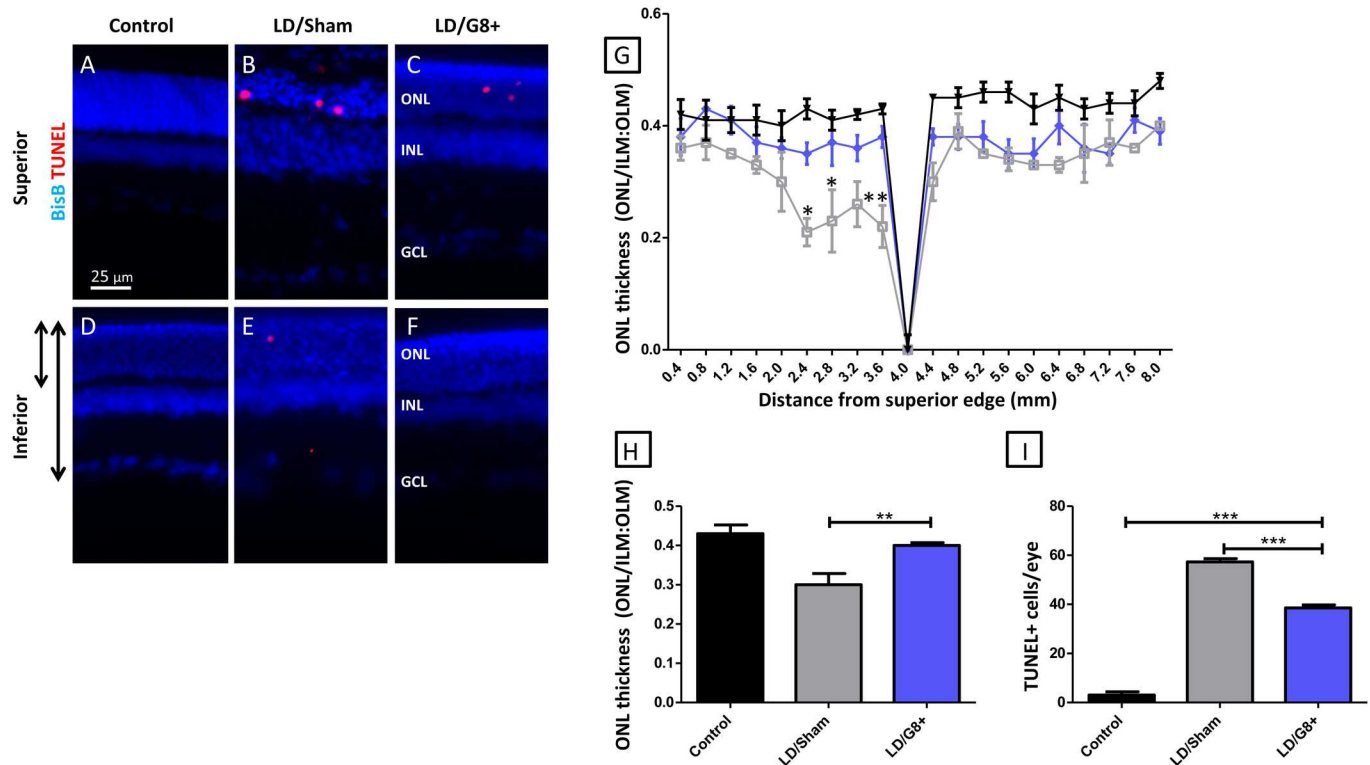 Control
LD/Sham
LD/G8+
Superior
Inferior
BisB TUNEL
A
B
C
ONL
INL
GCL
25 µm
D
E
F
ONL
INL
GCL
G
ONL thickness (ONL/ILM:OLM)
0.6
0.4
0.2
0.0
*
*
* *
0.4 0.8 1.2 1.6 2.0 2.4 2.8 3.2 3.6 4.0 4.4 4.8 5.2 5.6 6.0 6.4 6.8 7.2 7.6 8.0
Distance from superior edge (mm)
H
ONL thickness (ONL/ILM:OLM)
0.5
0.4
0.3
0.2
0.1
0.0
**
Control
LD/Sham
LD/G8+
I
TUNEL+ cells/eye
80
60
40
20
0
***
***
Control
LD/Sham
LD/G8+